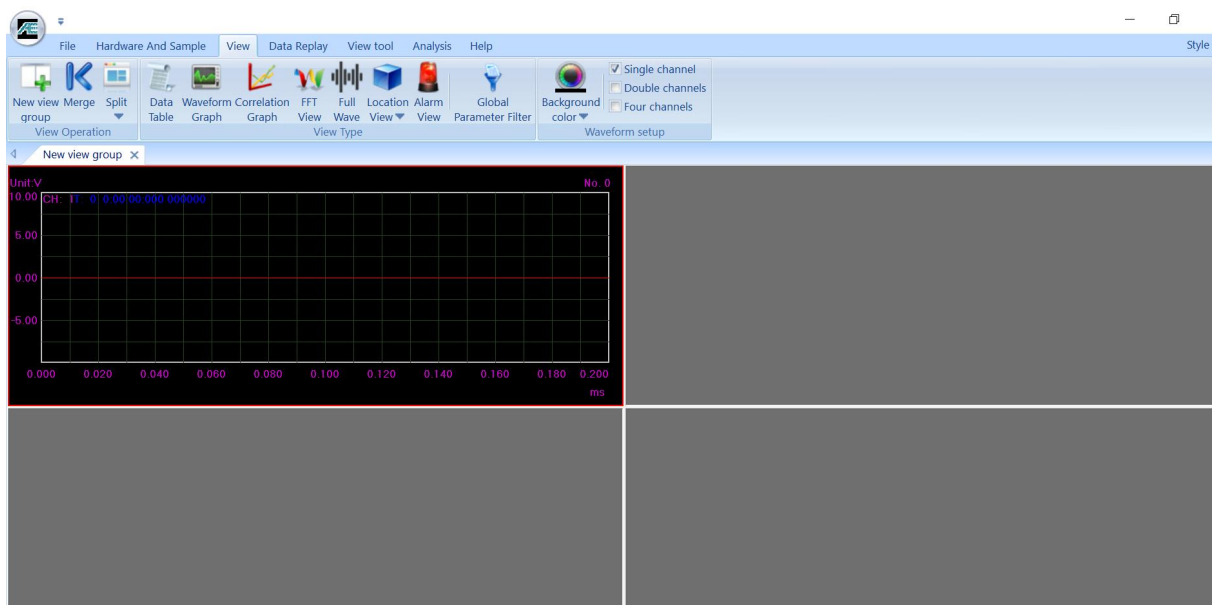 File Hardware And Sample View Data Replay View tool Analysis Help Style
Single channel
Double channels
Four channels
New view group Merge Split Data Table Waveform Graph Correlation Graph FFT View Full Wave Location View Alarm View Global Parameter Filter Background color
View Operation View Type Waveform setup
New view group
Unit:V No. 0
10.00 CH: 1
5.00
0.00
-5.00
0.000 0.020 0.040 0.060 0.080 0.100 0.120 0.140 0.160 0.180 0.200
ms